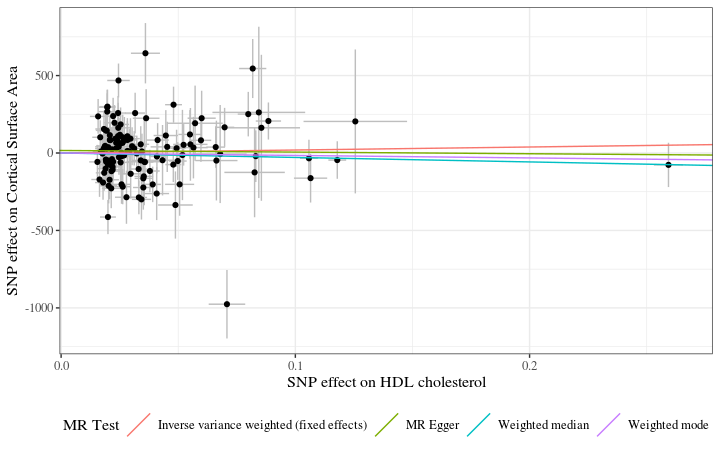 SNP effect on Cortical Surface Area
500
0
-500
-1000
0.0
0.1
0.2
SNP effect on HDL cholesterol
MR Test
Inverse variance weighted (fixed effects)
MR Egger
Weighted median
Weighted mode